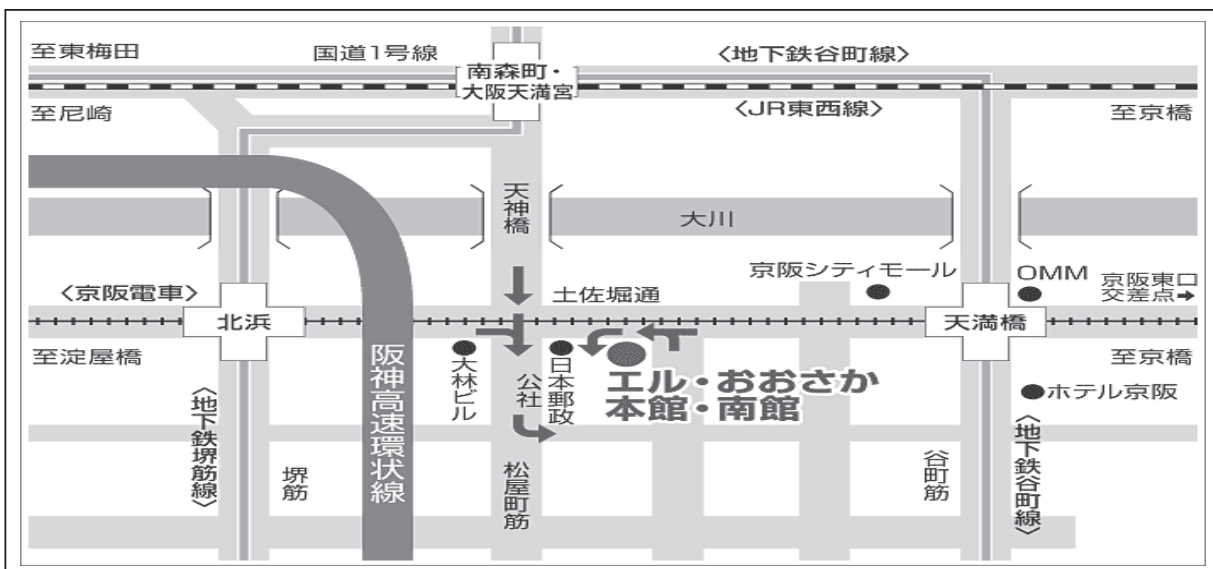 至東梅田
国道1号線
南森町・
大阪天満宮
〈地下鉄谷町線〉
至尼崎
〈JR東西線〉
至京橋
天神橋
大川
京阪シティモール
OMM
京阪東口
交差点➡
〈京阪電車〉
土佐堀通
北浜
天満橋
至淀屋橋
阪神高速環状線
大林ビル
公社
日本郵政
エル・おおさか
本館・南館
至京橋
ホテル京阪
〈地下鉄堺筋線〉
堺筋
松屋町筋
谷町筋
〈地下鉄谷町線〉